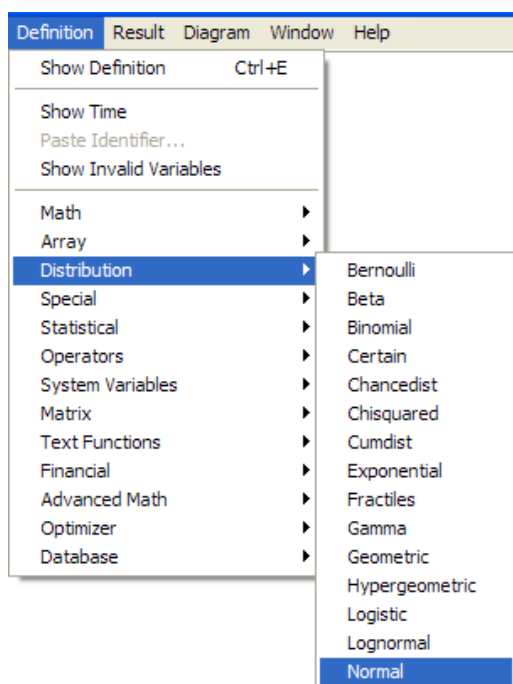 Definition Result Diagram Window Help
Show Definition Ctrl+E
Show Time
Paste Identifier...
Show Invalid Variables
Math
Array
Distribution
Special
Statistical
Operators
System Variables
Matrix
Text Functions
Financial
Advanced Math
Optimizer
Database
Bernoulli
Beta
Binomial
Certain
Chancedist
Chisquared
Cumdist
Exponential
Fractiles
Gamma
Geometric
Hypergeometric
Logistic
Lognormal
Normal